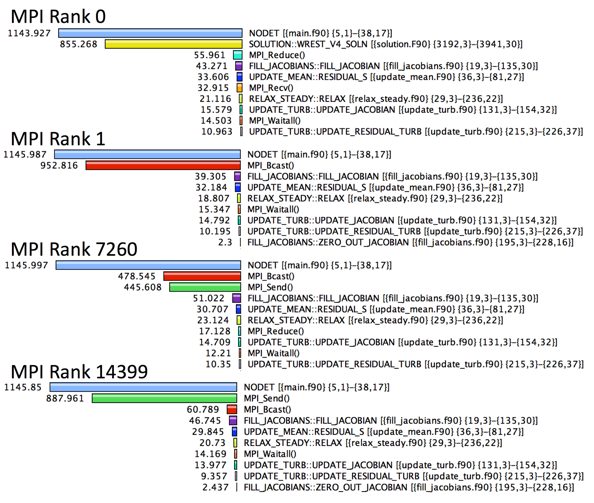 MPI Rank 0
1143.927 NODET [{main.f90} {5,1}-{38,17}]
855.268 SOLUTION::WREST_V4_SOLN [{solution.F90} {3192,3}-{3941,30}]
55.961 MPI_Reduce()
43.271 FILL_JACOBIANS::FILL_JACOBIAN [{fill_jacobians.f90} {19,3}-{135,30}]
33.606 UPDATE_MEAN::RESIDUAL_S [{update_mean.F90} {36,3}-{81,27}]
32.915 MPI_Recv()
21.116 RELAX_STEADY::RELAX [{relax_steady.f90} {29,3}-{236,22}]
15.579 UPDATE_TURB::UPDATE_JACOBIAN [{update_turb.f90} {131,3}-{154,32}]
14.503 MPI_Waitall()
10.963 UPDATE_TURB::UPDATE_RESIDUAL_TURB [{update_turb.f90} {215,3}-{226,37}]
MPI Rank 1
1145.987 NODET [{main.f90} {5,1}-{38,17}]
952.816 MPI_Bcast()
39.305 FILL_JACOBIANS::FILL_JACOBIAN [{fill_jacobians.f90} {19,3}-{135,30}]
32.184 UPDATE_MEAN::RESIDUAL_S [{update_mean.F90} {36,3}-{81,27}]
18.807 RELAX_STEADY::RELAX [{relax_steady.f90} {29,3}-{236,22}]
15.347 MPI_Waitall()
14.792 UPDATE_TURB::UPDATE_JACOBIAN [{update_turb.f90} {131,3}-{154,32}]
10.195 UPDATE_TURB::UPDATE_RESIDUAL_TURB [{update_turb.f90} {215,3}-{226,37}]
2.3 FILL_JACOBIANS::ZERO_OUT_JACOBIAN [{fill_jacobians.f90} {195,3}-{228,16}]
MPI Rank 7260
1145.997 NODET [{main.f90} {5,1}-{38,17}]
478.545 MPI_Bcast()
445.608 MPI_Send()
51.022 FILL_JACOBIANS::FILL_JACOBIAN [{fill_jacobians.f90} {19,3}-{135,30}]
30.707 UPDATE_MEAN::RESIDUAL_S [{update_mean.F90} {36,3}-{81,27}]
23.124 RELAX_STEADY::RELAX [{relax_steady.f90} {29,3}-{236,22}]
17.128 MPI_Reduce()
14.709 UPDATE_TURB::UPDATE_JACOBIAN [{update_turb.f90} {131,3}-{154,32}]
12.21 MPI_Waitall()
10.35 UPDATE_TURB::UPDATE_RESIDUAL_TURB [{update_turb.f90} {215,3}-{226,37}]
MPI Rank 14399
1145.85 NODET [{main.f90} {5,1}-{38,17}]
887.961 MPI_Send()
60.789 MPI_Bcast()
46.745 FILL_JACOBIANS::FILL_JACOBIAN [{fill_jacobians.f90} {19,3}-{135,30}]
29.845 UPDATE_MEAN::RESIDUAL_S [{update_mean.F90} {36,3}-{81,27}]
20.73 RELAX_STEADY::RELAX [{relax_steady.f90} {29,3}-{236,22}]
14.169 MPI_Waitall()
13.977 UPDATE_TURB::UPDATE_JACOBIAN [{update_turb.f90} {131,3}-{154,32}]
9.357 UPDATE_TURB::UPDATE_RESIDUAL_TURB [{update_turb.f90} {215,3}-{226,37}]
2.437 FILL_JACOBIANS::ZERO_OUT_JACOBIAN [{fill_jacobians.f90} {195,3}-{228,16}]